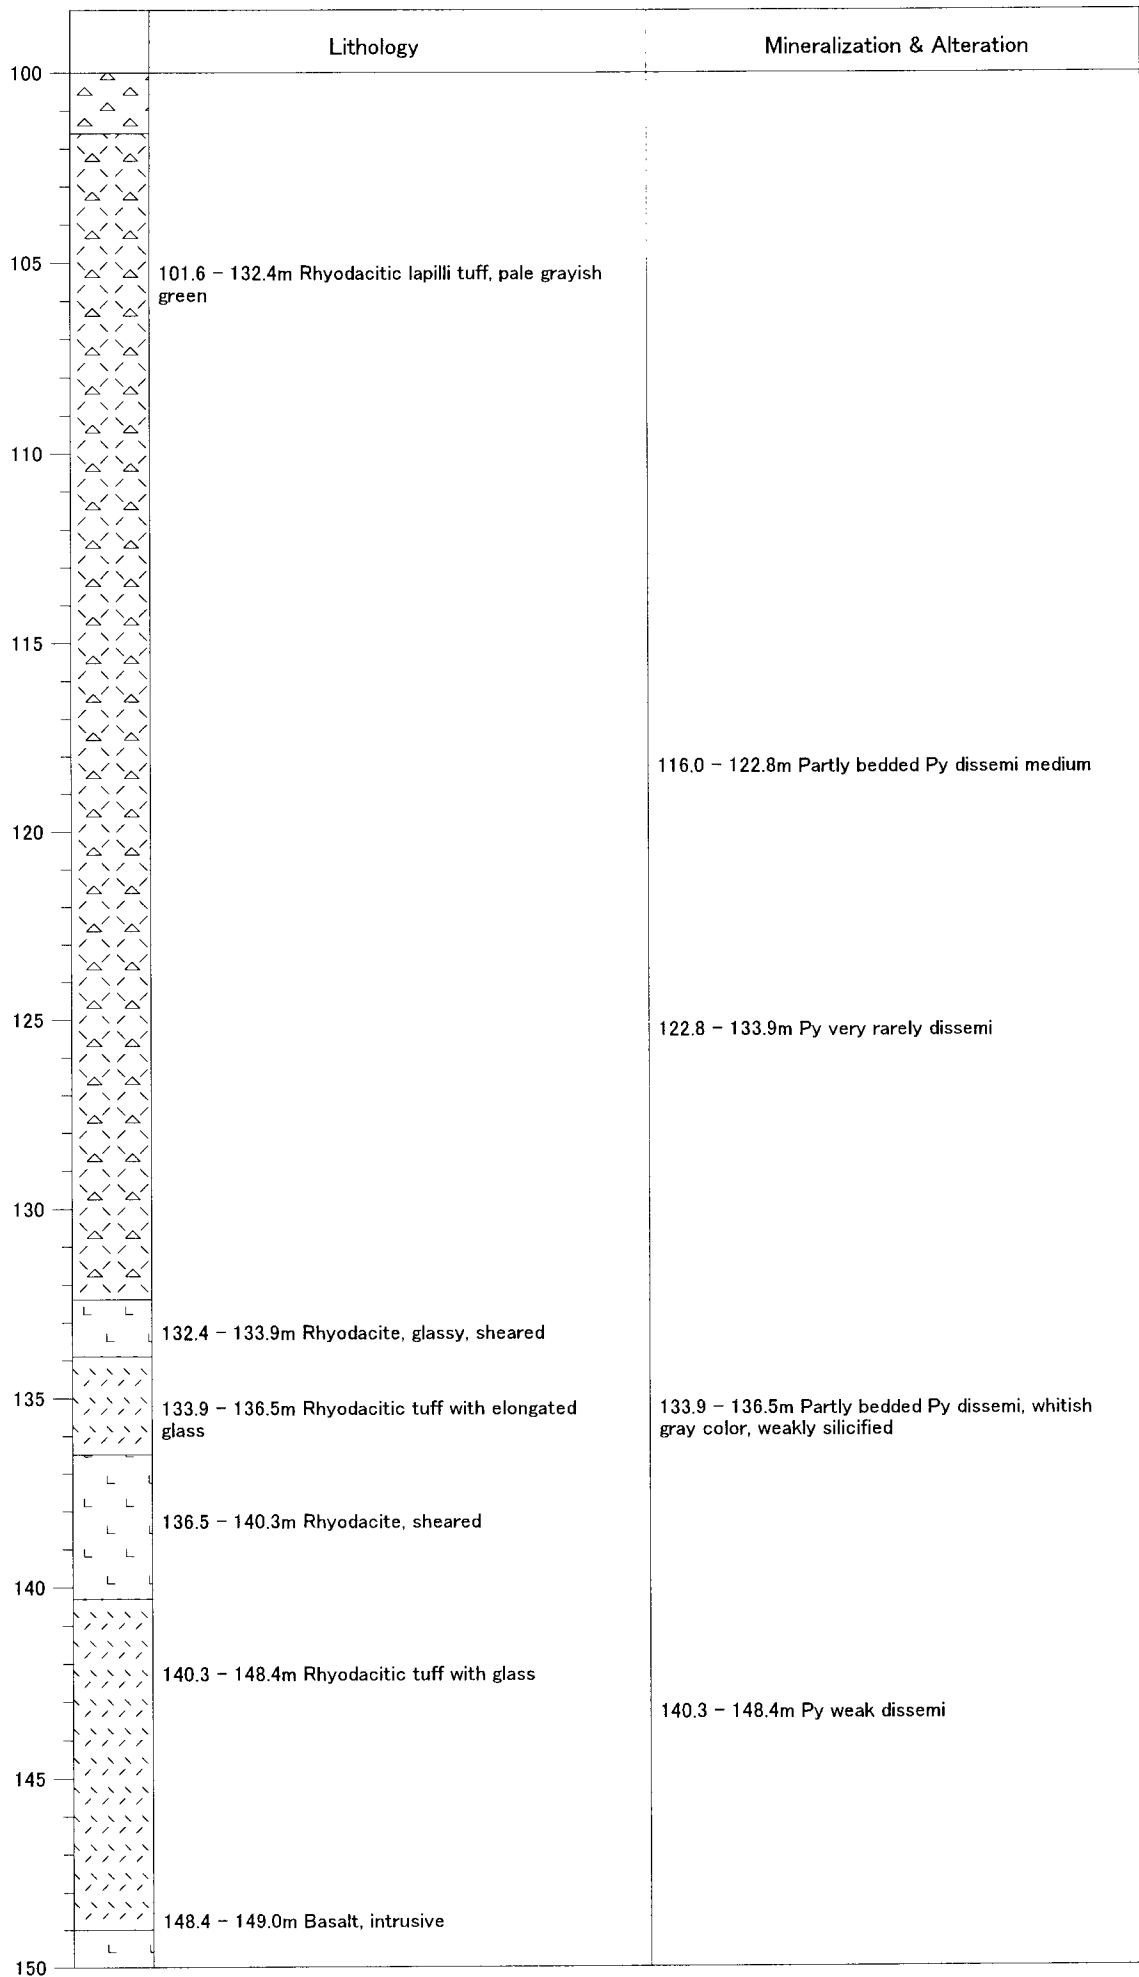 Lithology
Mineralization & Alteration
100
105
101.6 - 132.4m Rhyodacitic lapilli tuff, pale grayish
green
110
115
116.0 - 122.8m Partly bedded Py dissemi medium
120
125
122.8 - 133.9m Py very rarely dissemi
130
132.4 - 133.9m Rhyodacite, glassy, sheared
135
133.9 - 136.5m Rhyodacitic tuff with elongated
glass
133.9 - 136.5m Partly bedded Py dissemi, whitish
gray color, weakly silicified
136.5 - 140.3m Rhyodacite, sheared
140
140.3 - 148.4m Rhyodacitic tuff with glass
140.3 - 148.4m Py weak dissemi
145
148.4 - 149.0m Basalt, intrusive
150